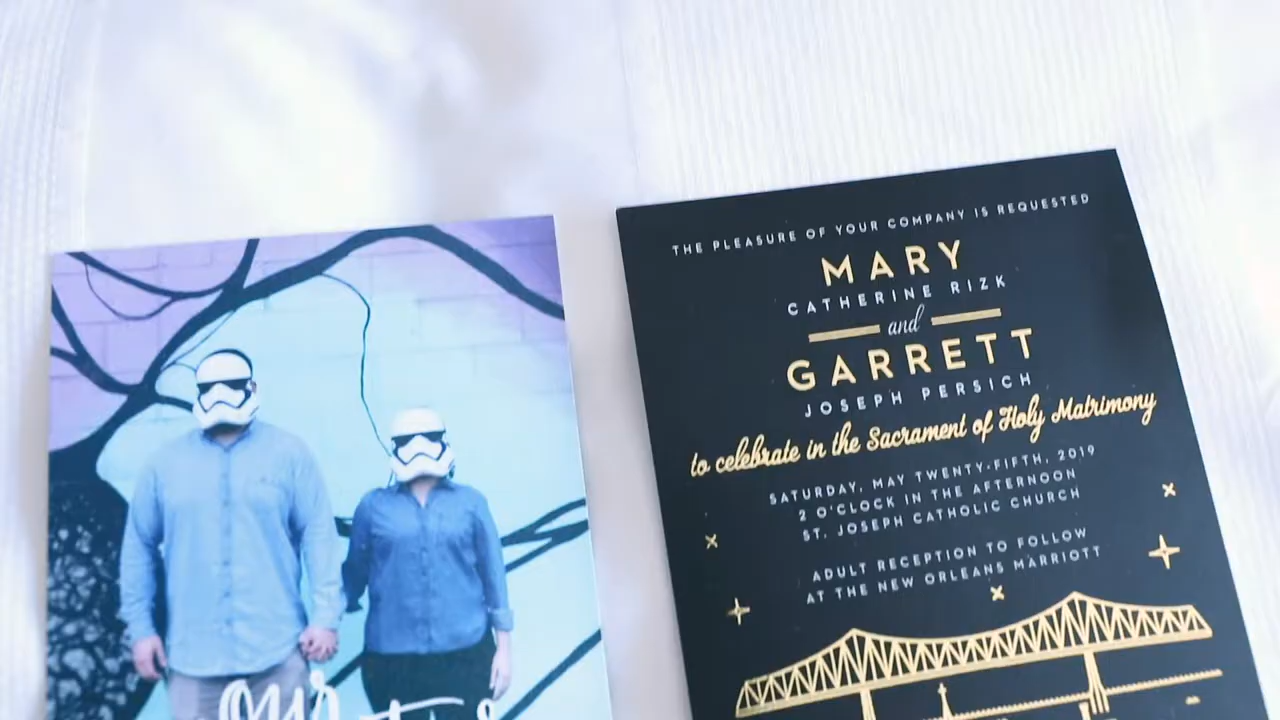 THE PLEASURE OF YOUR COMPANY IS REQUESTED
MARY
CATHERINE RIZK
and
GARRETT
JOSEPH PERSICH
to celebrate in the Sacrament of Holy Matrimony
SATURDAY, MAY TWENTY-FIFTH, 2019
2 O'CLOCK IN THE AFTERNOON
ST. JOSEPH CATHOLIC CHURCH
ADULT RECEPTION TO FOLLOW
AT THE NEW ORLEANS MARRIOTT
our